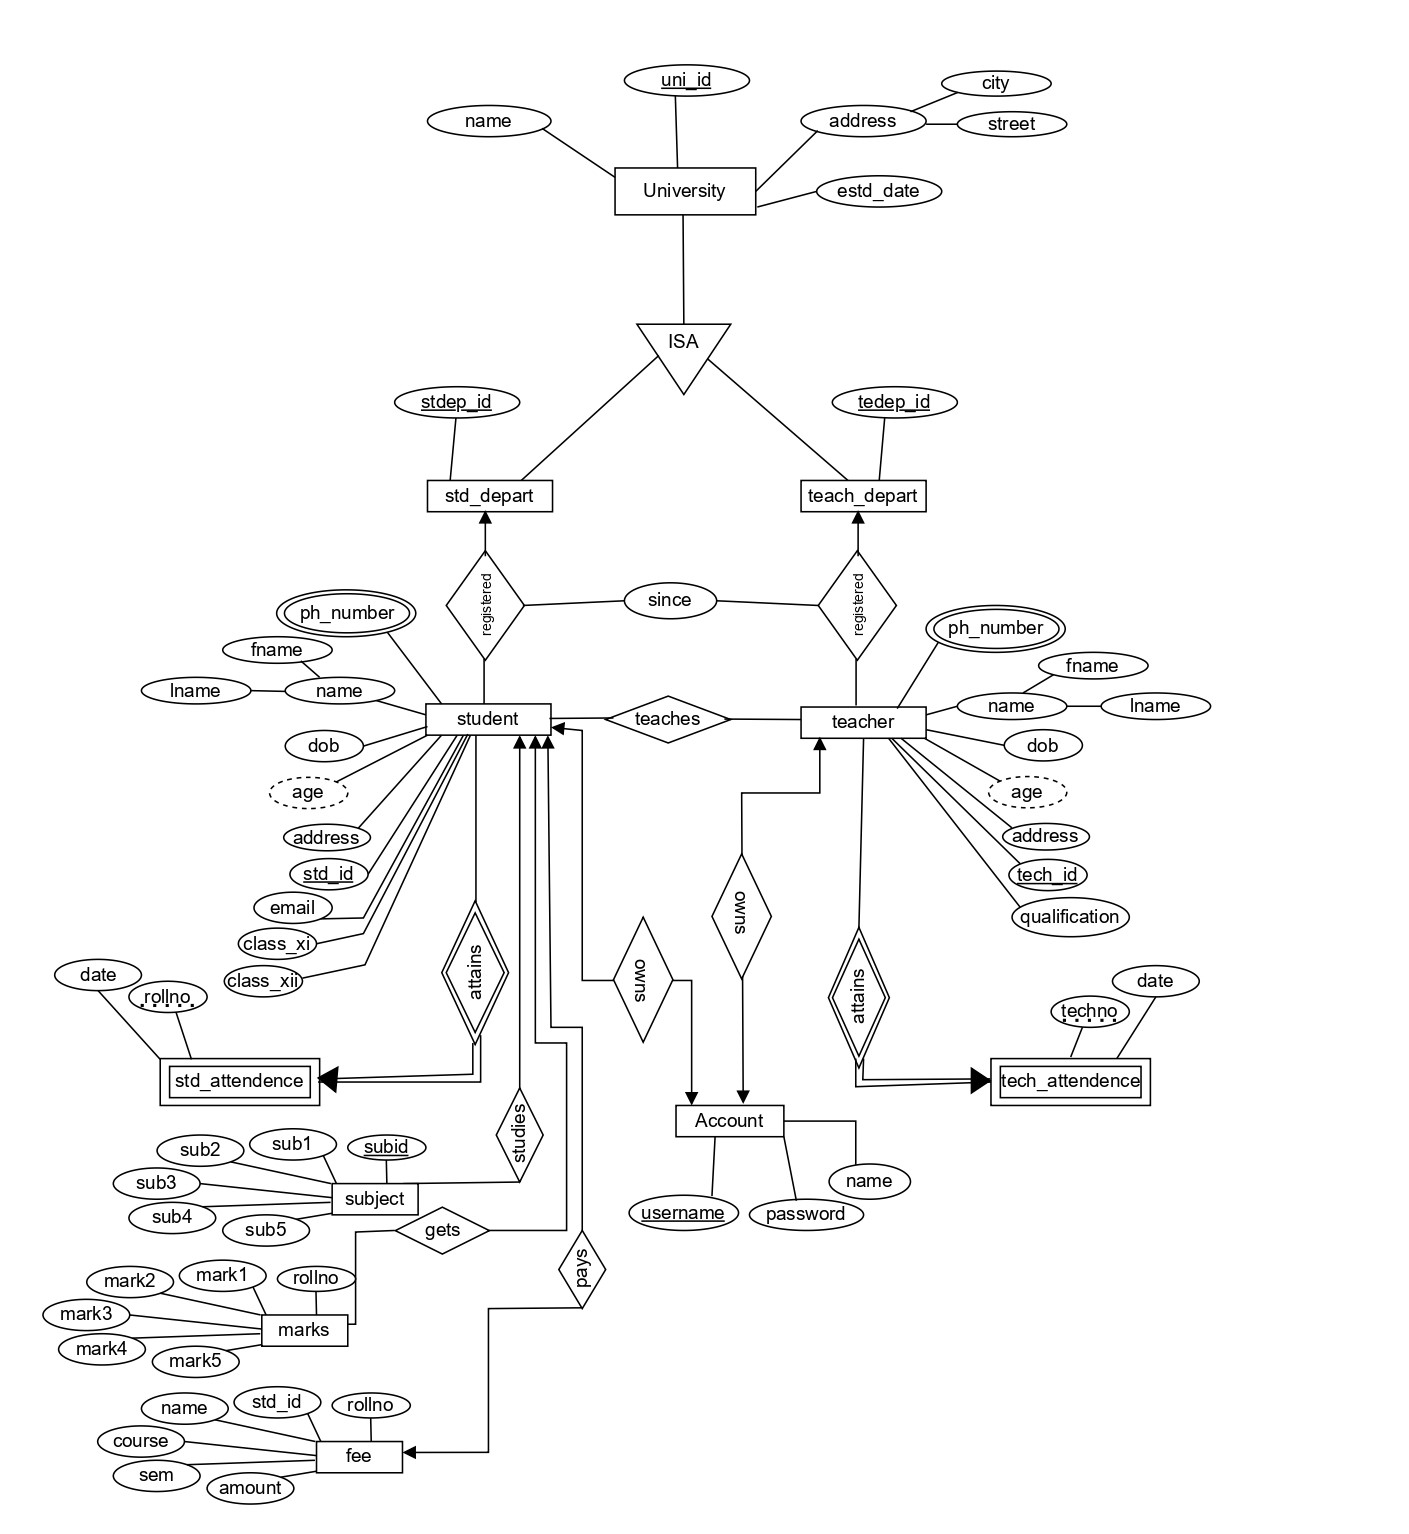 uni_id
city
name
address
street
University
estd_date
ISA
stdep_id
tedep_id
std_depart
teach_depart
registered
since
registered
ph_number
ph_number
fname
fname
lname
name
name
lname
student
teaches
teacher
dob
dob
age
age
address
address
std_id
tech_id
email
owns
qualification
class_xi
class_xii
attains
owns
attains
date
rollno
date
techno
std_attendence
tech_attendence
studies
Account
sub2
sub1
subid
sub3
subject
name
sub4
sub5
username
password
gets
pays
mark2
mark1
rollno
mark3
marks
mark4
mark5
name
std_id
rollno
course
fee
sem
amount